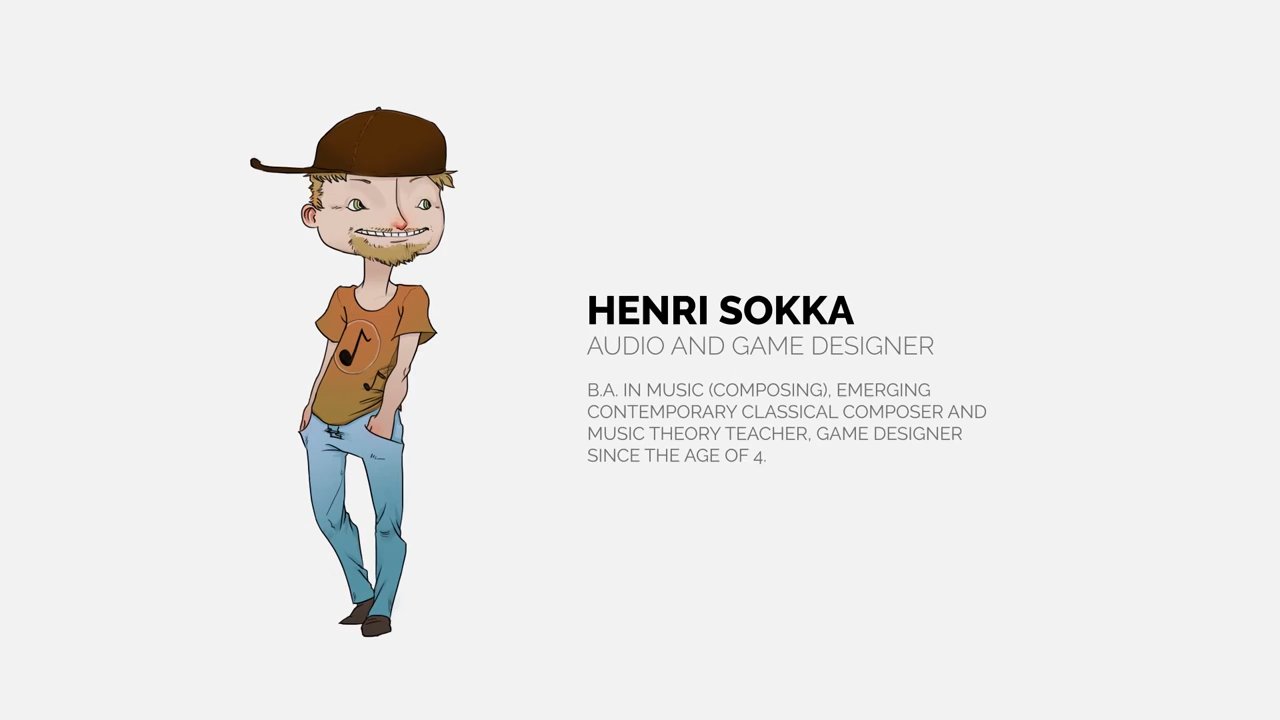 HENRI SOKKA
AUDIO AND GAME DESIGNER
B.A. IN MUSIC (COMPOSING), EMERGING
CONTEMPORARY CLASSICAL COMPOSER AND
MUSIC THEORY TEACHER, GAME DESIGNER
SINCE THE AGE OF 4.